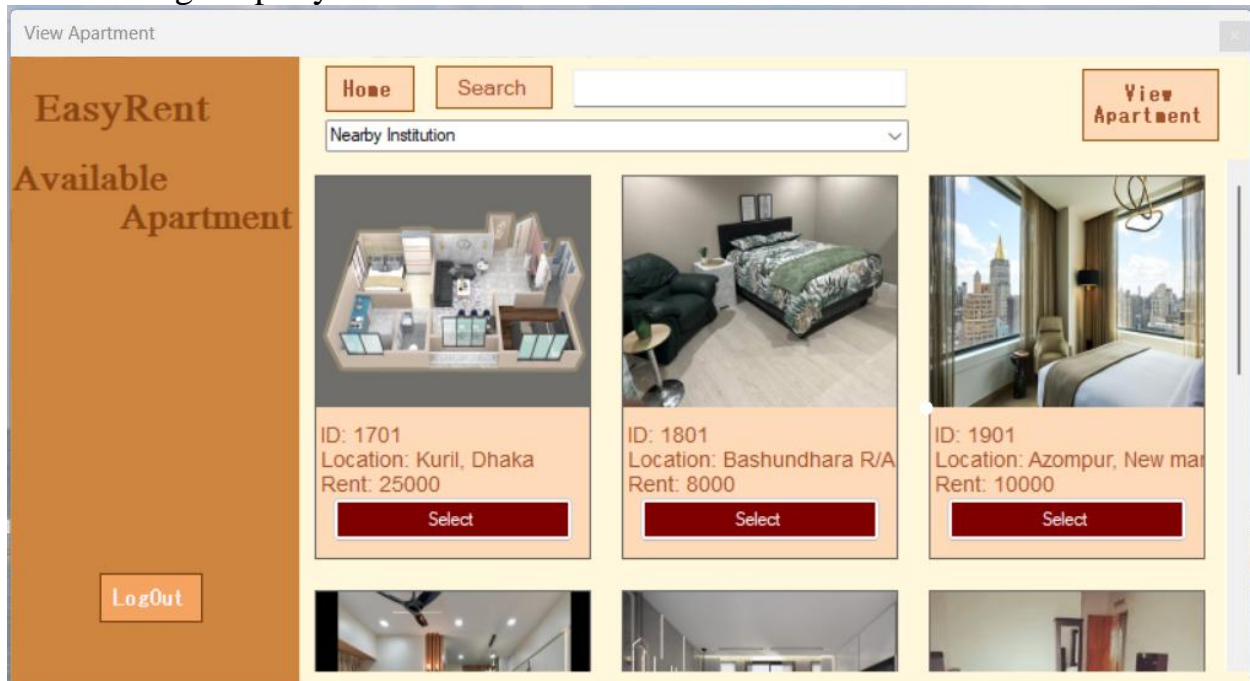 View Apartment
EasyRent
Available
Apartment
LogOut
Home
Search
Nearby Institution
View
Apartment
ID: 1701
Location: Kuril, Dhaka
Rent: 25000
Select
ID: 1801
Location: Bashundhara R/A
Rent: 8000
Select
ID: 1901
Location: Azompur, New mar
Rent: 10000
Select